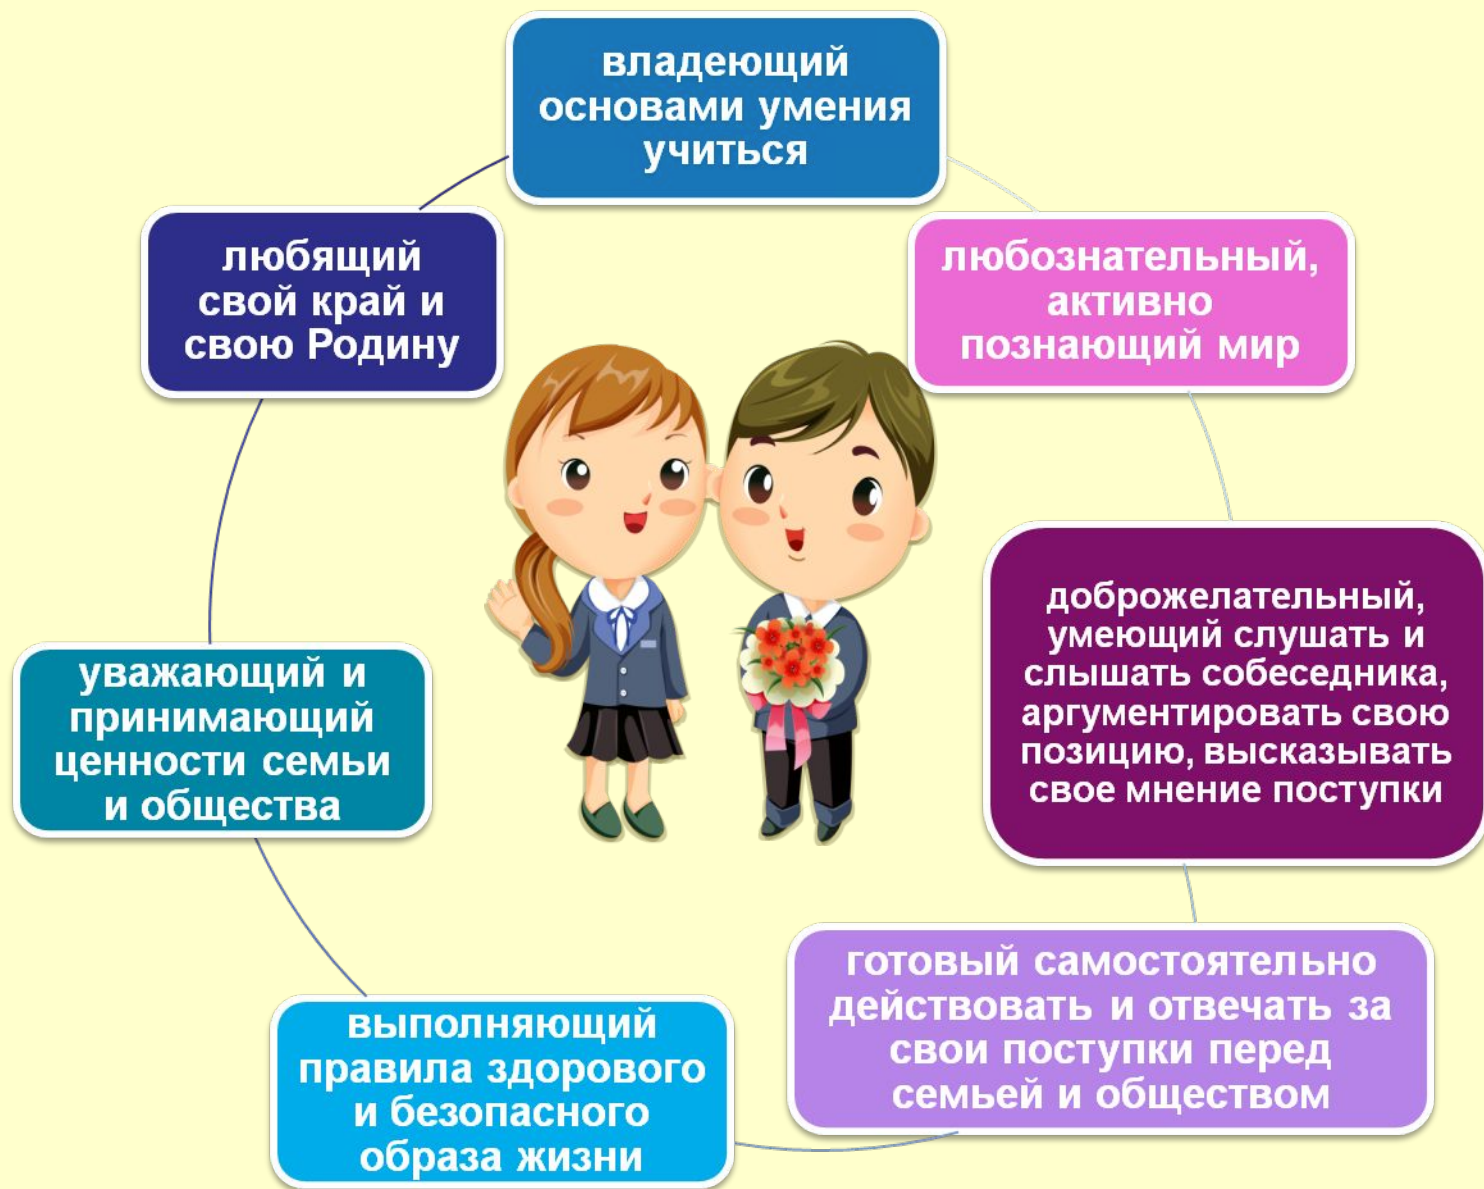 владеющий
основами умения
учиться
любознательный,
активно
познающий мир
доброжелательный,
умеющий слушать и
слышать собеседника,
аргументировать свою
позицию, высказывать
свое мнение поступки
готовый самостоятельно
действовать и отвечать за
свои поступки перед
семьей и обществом
выполняющий
правила здорового
и безопасного
образа жизни
уважающий и
принимающий
ценности семьи
и общества
любящий
свой край и
свою Родину